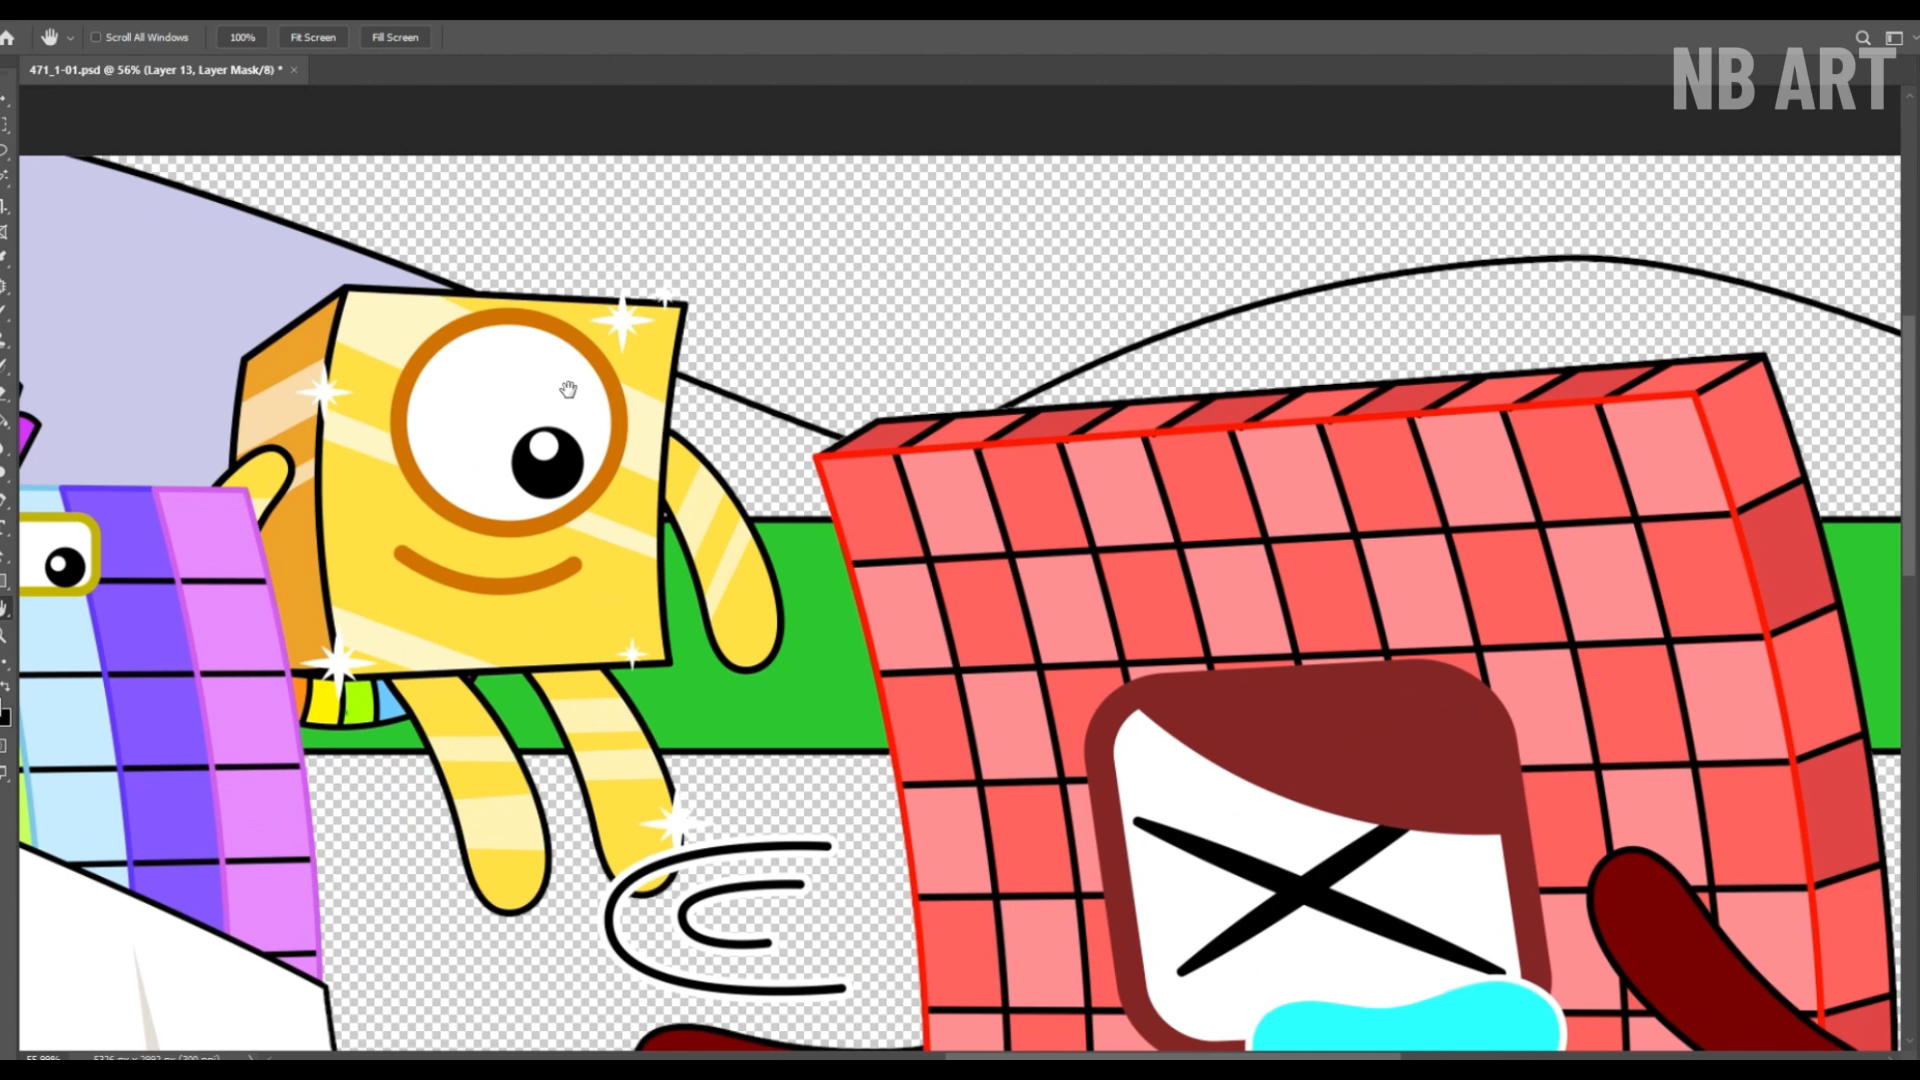 Scroll All Windows
100%
Fit Screen
Fill Screen
471_1-01.psd @ 56% (Layer 13, Layer Mask/8) *
NB ART